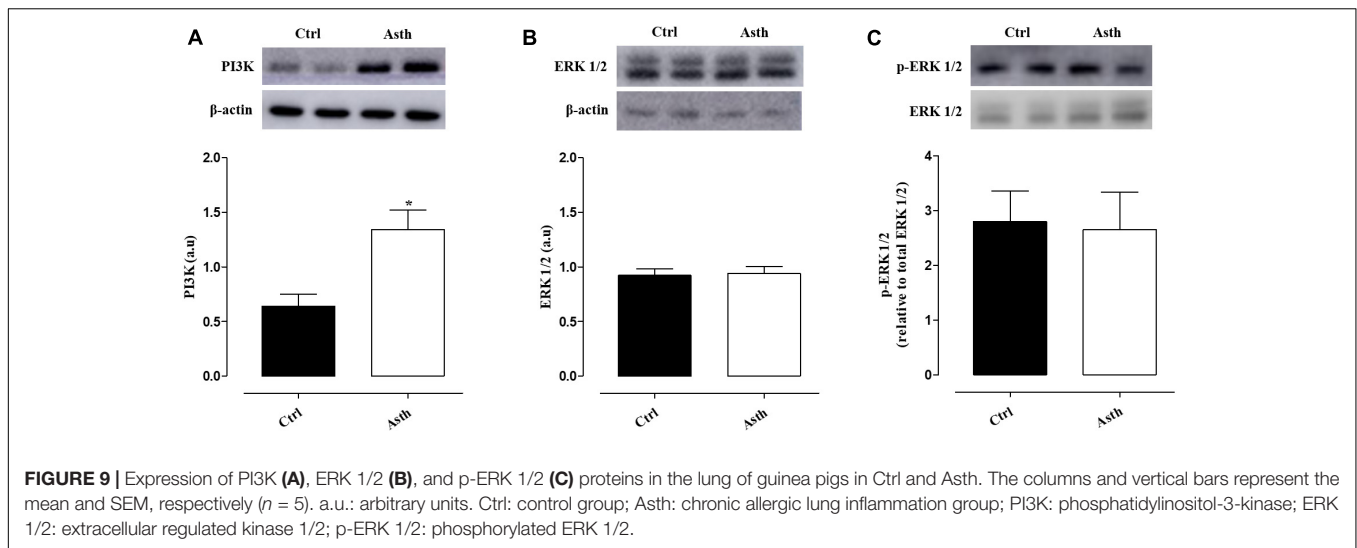 A
Ctrl Asth
PI3K
β-actin
2.0
1.5
1.0
0.5
0.0
PI3K (a.u)
*
Ctrl
Asth
B
Ctrl Asth
ERK 1/2
β-actin
2.0
1.5
1.0
0.5
0.0
ERK 1/2 (a.u)
Ctrl
Asth
C
Ctrl Asth
p-ERK 1/2
ERK 1/2
4
3
2
1
0
p-ERK 1/2
(relative to total ERK 1/2)
Ctrl
Asth
FIGURE 9 | Expression of PI3K (A), ERK 1/2 (B), and p-ERK 1/2 (C) proteins in the lung of guinea pigs in Ctrl and Asth. The columns and vertical bars represent the
mean and SEM, respectively (n = 5). a.u.: arbitrary units. Ctrl: control group; Asth: chronic allergic lung inflammation group; PI3K: phosphatidylinositol-3-kinase; ERK
1/2: extracellular regulated kinase 1/2; p-ERK 1/2: phosphorylated ERK 1/2.